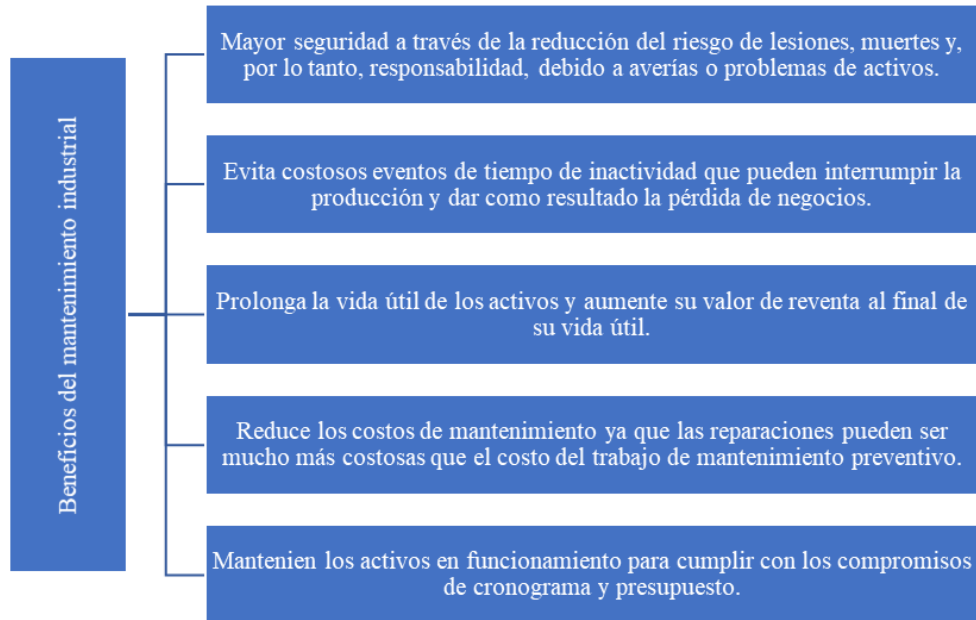 Beneficios del mantenimiento industrial
Mayor seguridad a través de la reducción del riesgo de lesiones, muertes y,
por lo tanto, responsabilidad, debido a averías o problemas de activos.
Evita costosos eventos de tiempo de inactividad que pueden interrumpir la
producción y dar como resultado la pérdida de negocios.
Prolonga la vida útil de los activos y aumente su valor de reventa al final de
su vida útil.
Reduce los costos de mantenimiento ya que las reparaciones pueden ser
mucho más costosas que el costo del trabajo de mantenimiento preventivo.
Mantenien los activos en funcionamiento para cumplir con los compromisos
de cronograma y presupuesto.